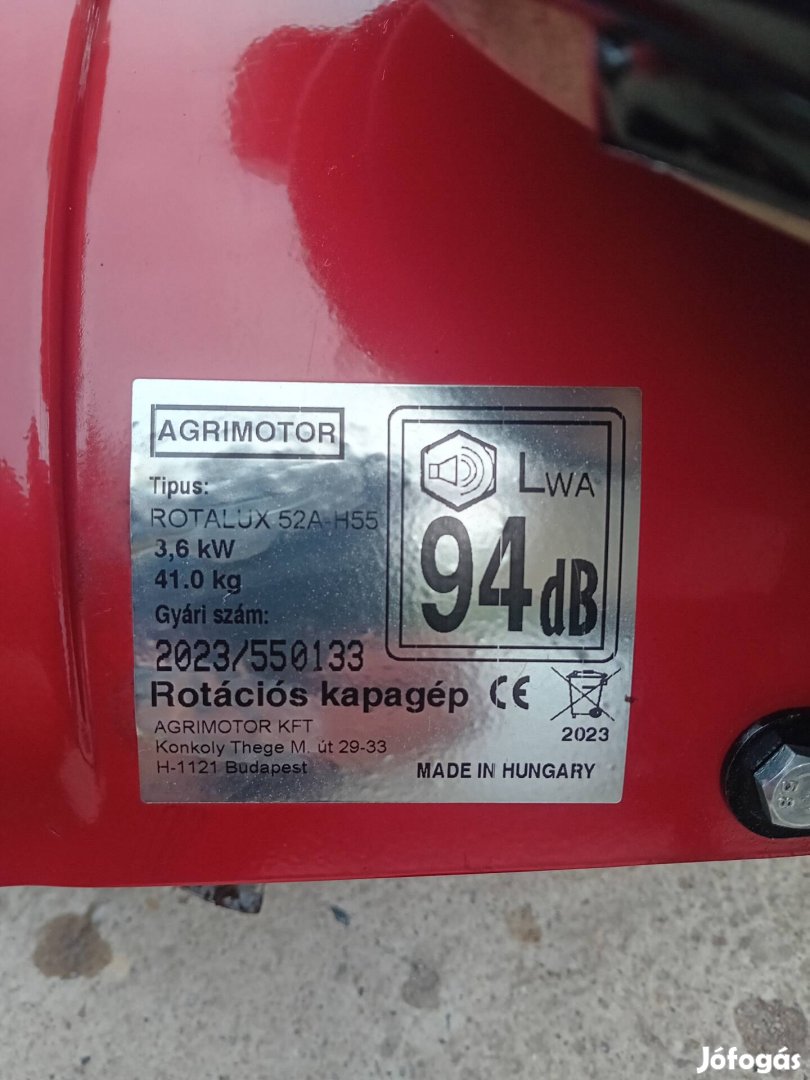 AGRIMOTOR
Tipus:
ROTALUX 52A-H55
3,6 kW
41.0 kg
Gyári szám:
2023/550133
LWA
94dB
Rotációs kapagép CE
2023
AGRIMOTOR KFT
Konkoly Thege M. út 29-33
H-1121 Budapest
MADE IN HUNGARY
Jófogás